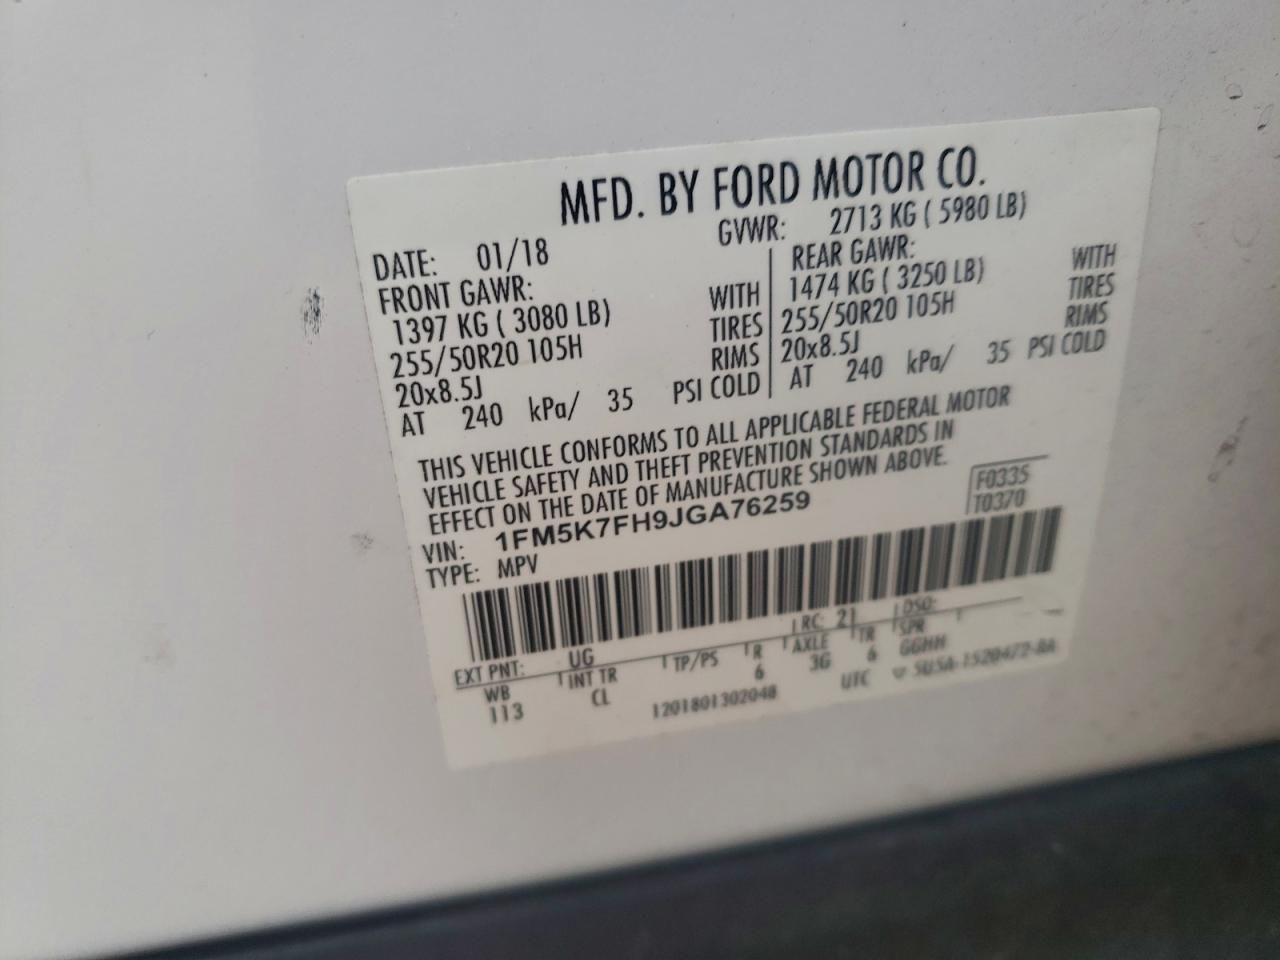 MFD. BY FORD MOTOR CO.
DATE: 01/18 GVWR: 2713 KG ( 5980 LB)
FRONT GAWR: REAR GAWR:
1397 KG ( 3080 LB) WITH 1474 KG ( 3250 LB) WITH
255/50R20 105H TIRES 255/50R20 105H TIRES
20x8.5J RIMS 20x8.5J RIMS
AT 240 kPa/ 35 PSI COLD AT 240 kPa/ 35 PSI COLD
THIS VEHICLE CONFORMS TO ALL APPLICABLE FEDERAL MOTOR
VEHICLE SAFETY AND THEFT PREVENTION STANDARDS IN
EFFECT ON THE DATE OF MANUFACTURE SHOWN ABOVE.
VIN: 1FM5K7FH9JGA76259 F0335
TYPE: MPV T0370
EXT PNT: UG RC: 21 DSO:
WB INT TR TP/PS R AXLE TR SPR
113 CL 6 3G 6 GGHH
1201801302048 UTC 5U5A-1520472-BA